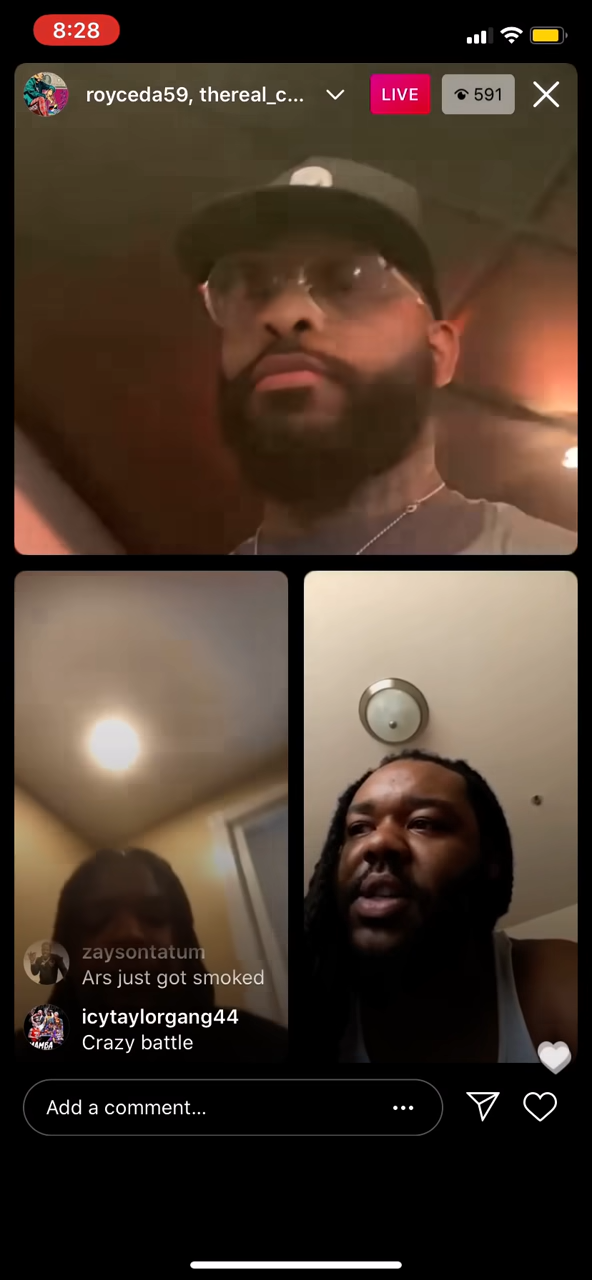 8:28
royceda59, thereal_c...
LIVE
591
zaysontatum
Ars just got smoked
icytaylorgang44
Crazy battle
Add a comment...